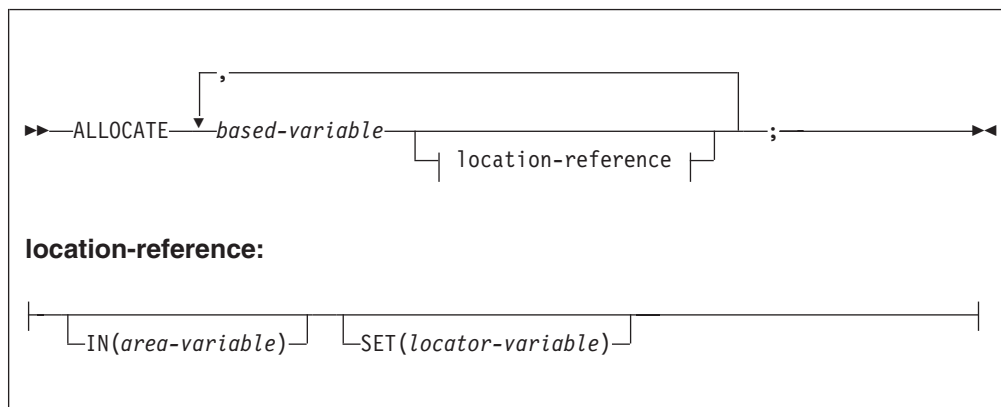 ,
ALLOCATE based-variable ;
location-reference
location-reference:
IN(area-variable) SET(locator-variable)